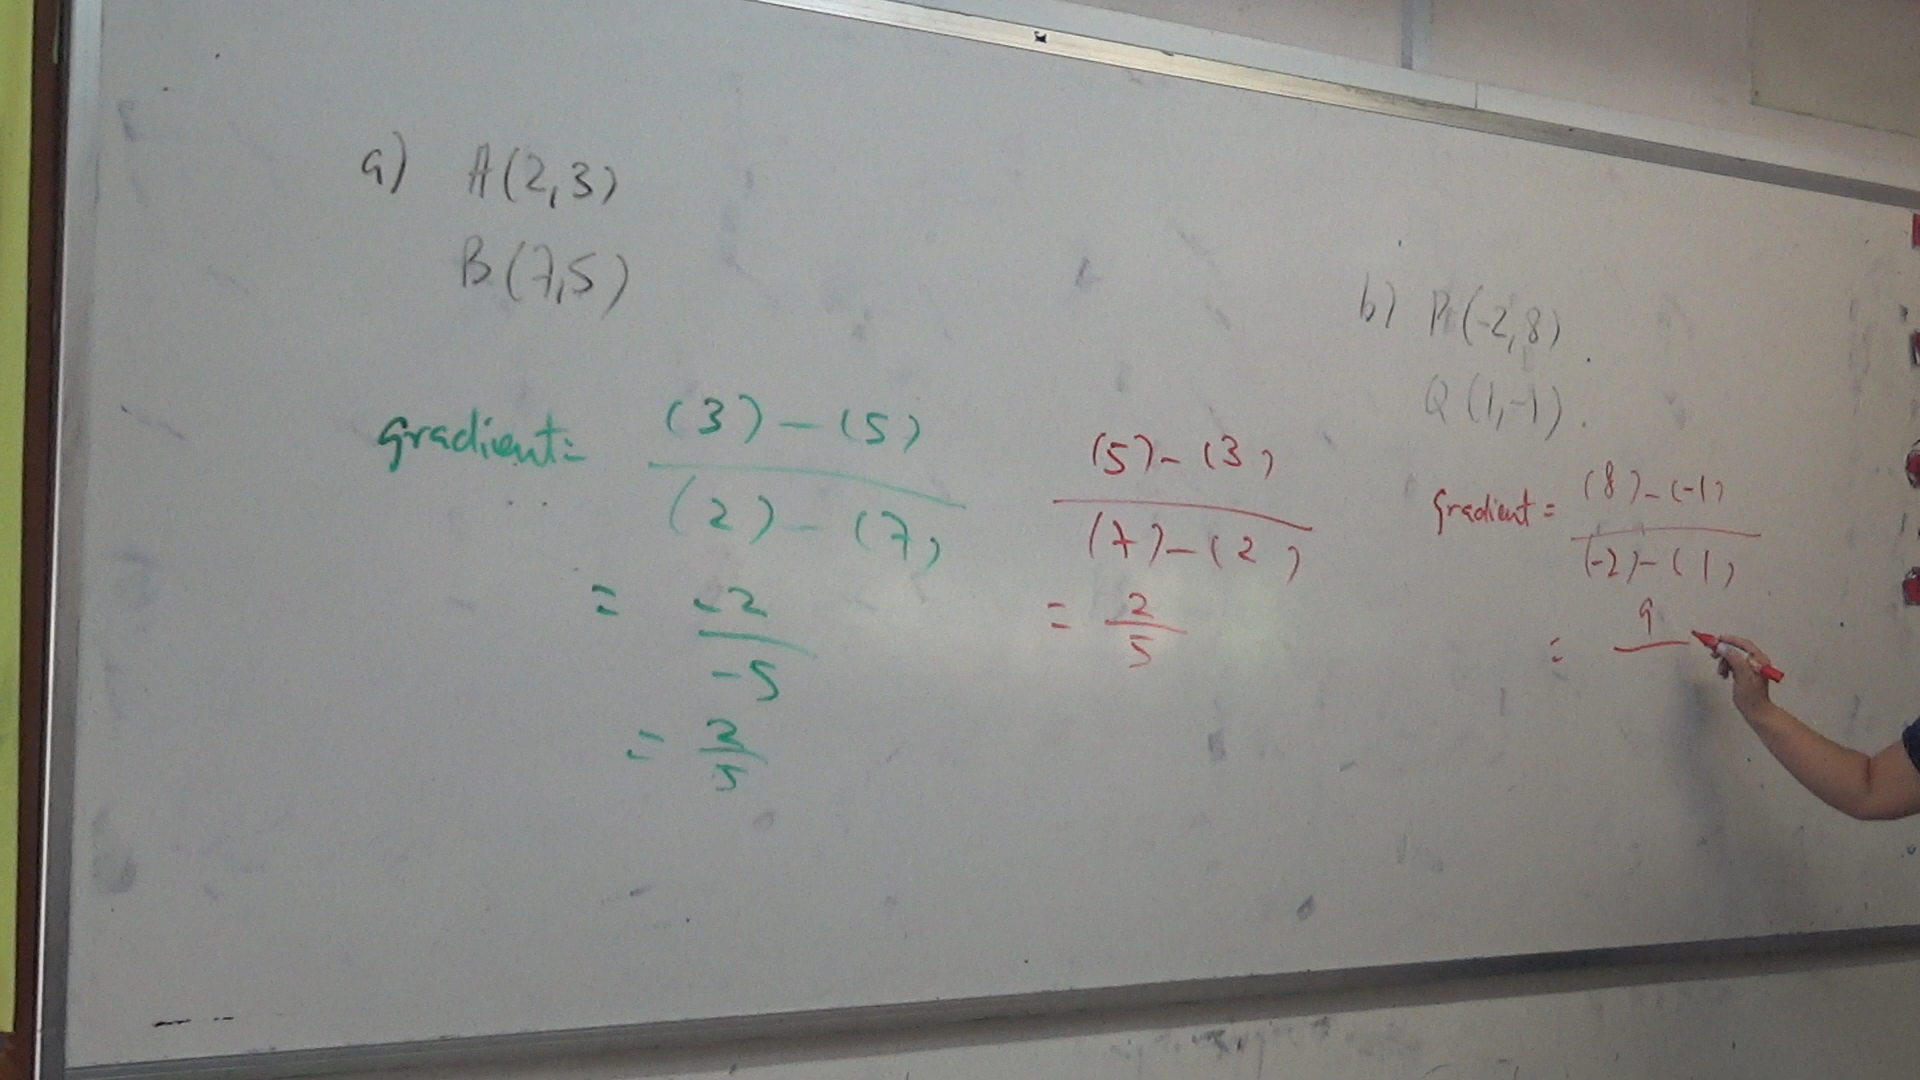 a) A(2,3)
B(7,5)
gradient = (3)-(5)
(2)-(7)
= -2
-5
= 2
5
(5)-(3)
(7)-(2)
= 2
5
b) P(-2,8)
Q(1,-1)
gradient = (8)-(-1)
(-2)-(1)
= 9